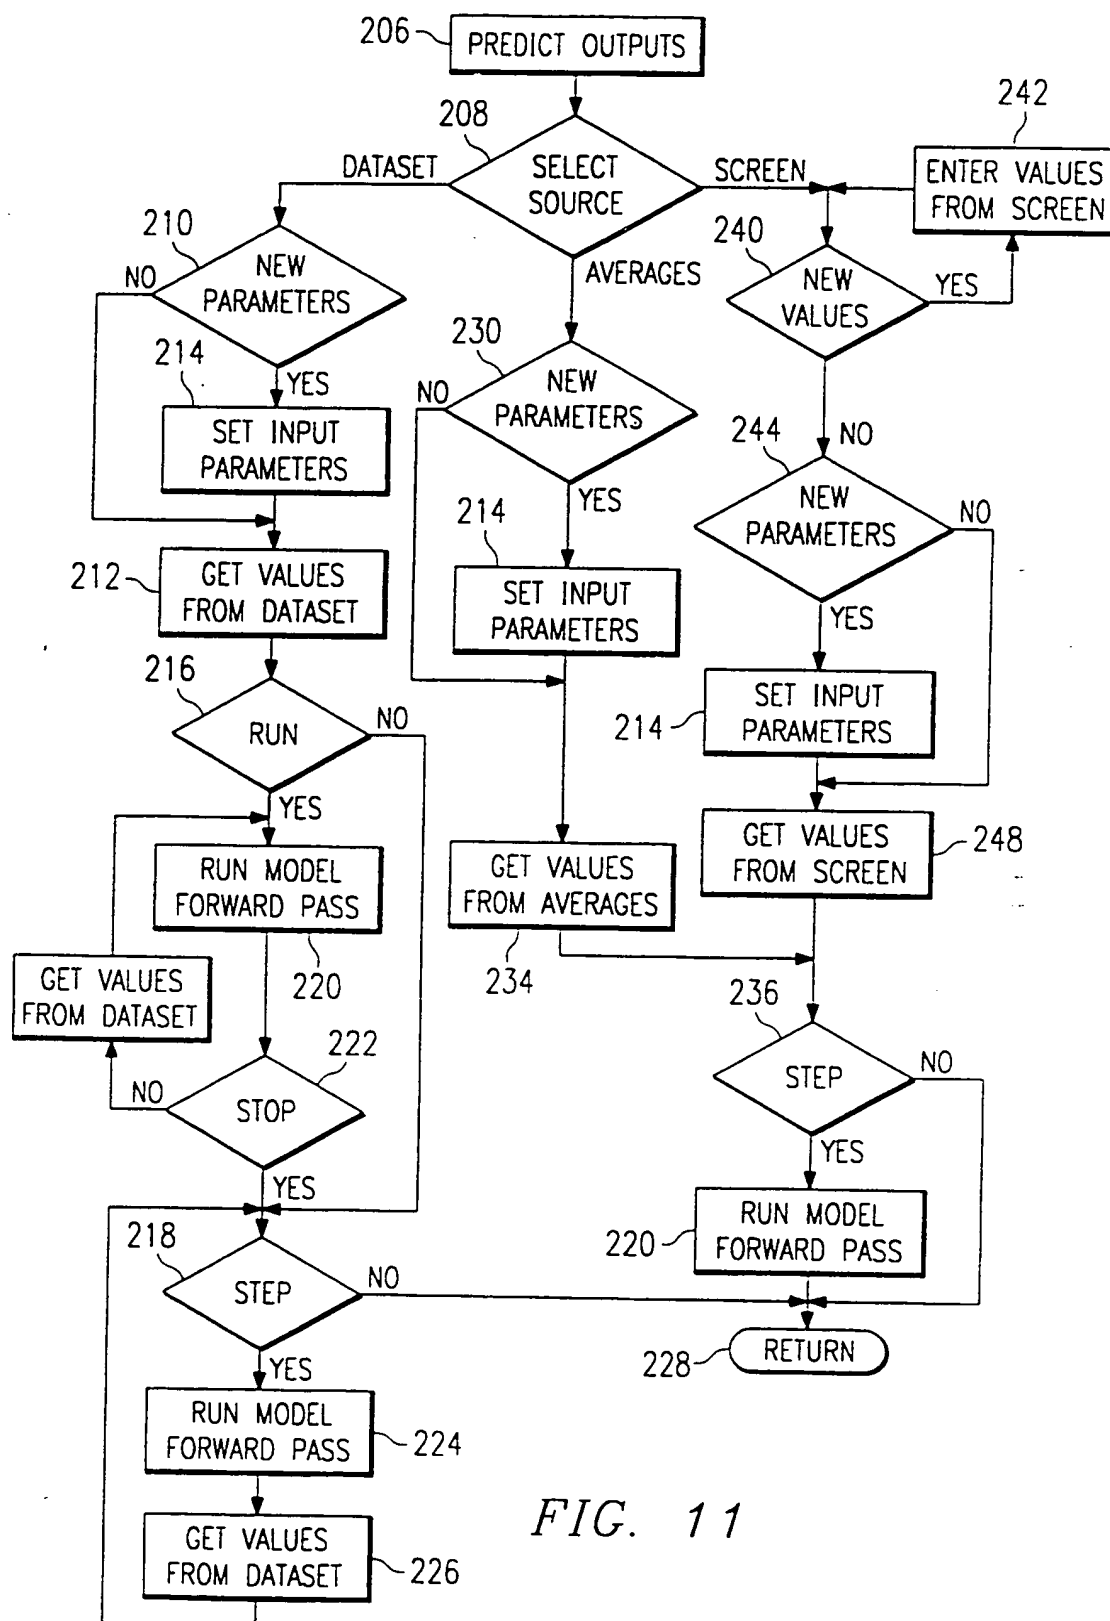 206
PREDICT OUTPUTS
208
242
DATASET
SELECT
SOURCE
SCREEN
ENTER VALUES
FROM SCREEN
210
240
NO
NEW
PARAMETERS
AVERAGES
NEW
VALUES
YES
214
YES
230
NO
NEW
PARAMETERS
SET INPUT
PARAMETERS
244
NO
NEW
PARAMETERS
NO
214
YES
212
GET VALUES
FROM DATASET
SET INPUT
PARAMETERS
YES
216
RUN
NO
214
SET INPUT
PARAMETERS
YES
RUN MODEL
FORWARD PASS
GET VALUES
FROM AVERAGES
GET VALUES
FROM SCREEN
248
GET VALUES
FROM DATASET
220
234
236
222
NO
STOP
STEP
NO
YES
YES
218
STEP
NO
220
RUN MODEL
FORWARD PASS
228
RETURN
YES
RUN MODEL
FORWARD PASS
224
GET VALUES
FROM DATASET
226
FIG. 11